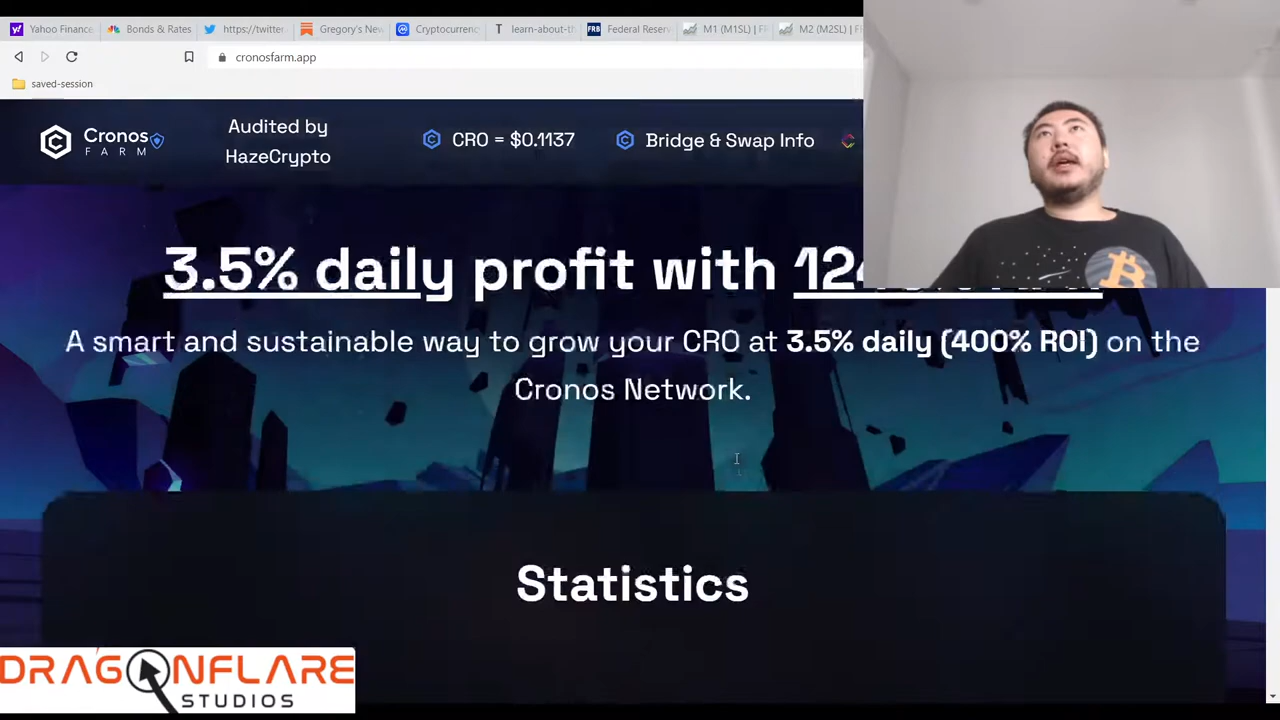 Yahoo Finance
Bonds & Rates
https://twitter
Gregory's New
Cryptocurrency
learn-about-th
Federal Reserv
M1 (M1SL) | F
M2 (M2SL) | F
cronosfarm.app
saved-session
Cronos
FARM
Audited by
HazeCrypto
CRO = $0.1137
Bridge & Swap Info
3.5% daily profit with 124
A smart and sustainable way to grow your CRO at 3.5% daily (400% ROI) on the
Cronos Network.
Statistics
DRAGONFLARE
STUDIOS